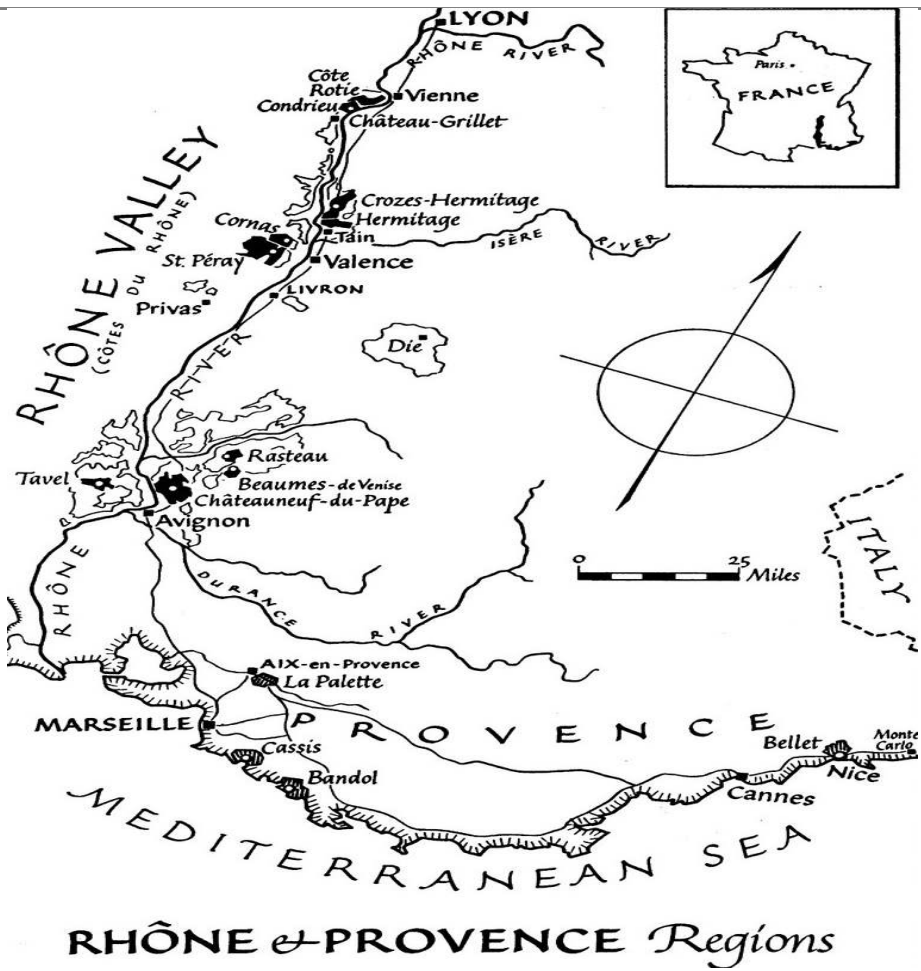 LYON
RHÔNE RIVER
Côte
Rotie
Vienne
Condrieu
Château-Grillet
Paris
FRANCE
RHÔNE VALLEY
(CÔTES DU RHÔNE)
Crozes-Hermitage
Hermitage
Cornas
Tain
ISÈRE RIVER
St. Péray
Valence
LIVRON
Privas
RIVER
Die
Rasteau
Tavel
Beaumes-de Venise
Châteauneuf-du-Pape
Avignon
ITALY
RHÔNE
DURANCE RIVER
0 25
Miles
AIX-en-Provence
La Palette
MARSEILLE
PROVENCE
Cassis
Bandol
Bellet
Monte
Carlo
Nice
Cannes
MEDITERRANEAN SEA
RHÔNE & PROVENCE Regions